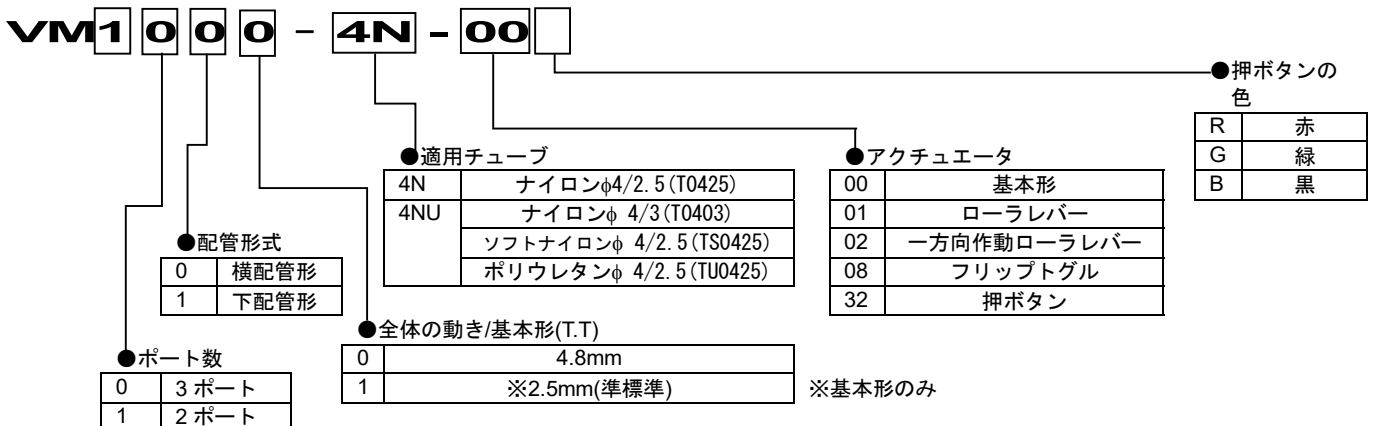 VM1000 - 4N - 00
●押ボタンの
色
R 赤
G 緑
B 黒
●適用チューブ
4N ナイロンφ4/2.5(T0425)
4NU ナイロンφ 4/3(T0403)
ソフトナイロンφ 4/2.5(TS0425)
ポリウレタンφ 4/2.5(TU0425)
●アクチュエータ
00 基本形
01 ローラレバー
02 一方向作動ローラレバー
08 フリップトグル
32 押ボタン
●配管形式
0 横配管形
1 下配管形
●全体の動き/基本形(T.T)
0 4.8mm
1 ※2.5mm(準標準) ※基本形のみ
●ポート数
0 3 ポート
1 2 ポート